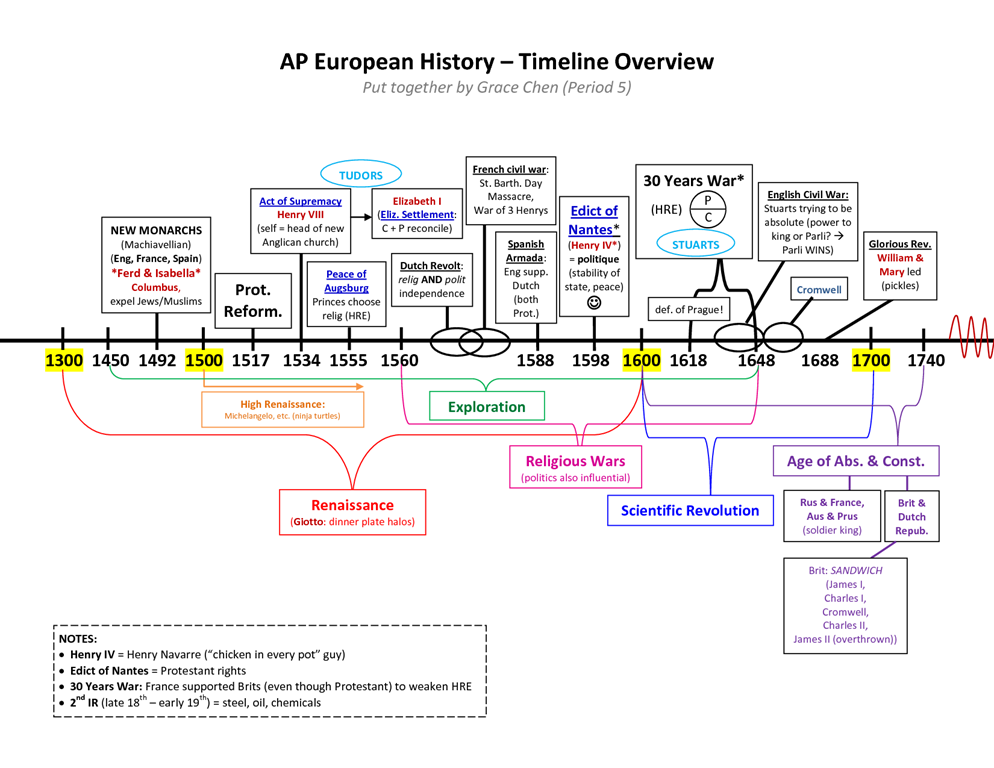 AP European History – Timeline Overview
Put together by Grace Chen (Period 5)
NEW MONARCHS
(Machiavellian)
(Eng, France, Spain)
*Ferd & Isabella*
Columbus,
expel Jews/Muslims
Prot.
Reform.
TUDORS
Act of Supremacy
Henry VIII
(self = head of new
Anglican church)
Elizabeth I
(Eliz. Settlement:
C + P reconcile)
Peace of
Augsburg
Princes choose
relig (HRE)
Dutch Revolt:
relig AND polit
independence
French civil war:
St. Barth. Day
Massacre,
War of 3 Henrys
Spanish
Armada:
Eng supp.
Dutch
(both
Prot.)
Edict of
Nantes*
(Henry IV*)
= politique
(stability of
state, peace)
☺
30 Years War*
(HRE)
P
C
STUARTS
def. of Prague!
English Civil War:
Stuarts trying to be
absolute (power to
king or Parli? →
Parli WINS)
Cromwell
Glorious Rev.
William &
Mary led
(pickles)
1300 1450 1492 1500 1517 1534 1555 1560 1588 1598 1600 1618 1648 1688 1700 1740
High Renaissance:
Michelangelo, etc. (ninja turtles)
Exploration
Religious Wars
(politics also influential)
Age of Abs. & Const.
Renaissance
(Giotto: dinner plate halos)
Scientific Revolution
Rus & France,
Aus & Prus
(soldier king)
Brit &
Dutch
Repub.
Brit: SANDWICH
(James I,
Charles I,
Cromwell,
Charles II,
James II (overthrown))
NOTES:
• Henry IV = Henry Navarre (“chicken in every pot” guy)
• Edict of Nantes = Protestant rights
• 30 Years War: France supported Brits (even though Protestant) to weaken HRE
• 2nd IR (late 18th – early 19th) = steel, oil, chemicals